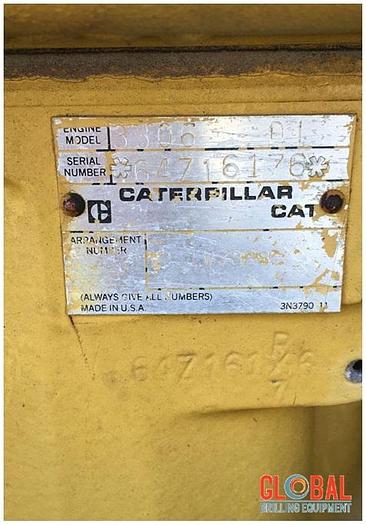 ENGINE
MODEL 3306 DI
SERIAL
NUMBER *64Z16176*
CATERPILLAR
CAT
ARRANGEMENT
NUMBER
(ALWAYS GIVE ALL NUMBERS)
MADE IN U.S.A.
3N3790
GLOBAL
DRILLING EQUIPMENT